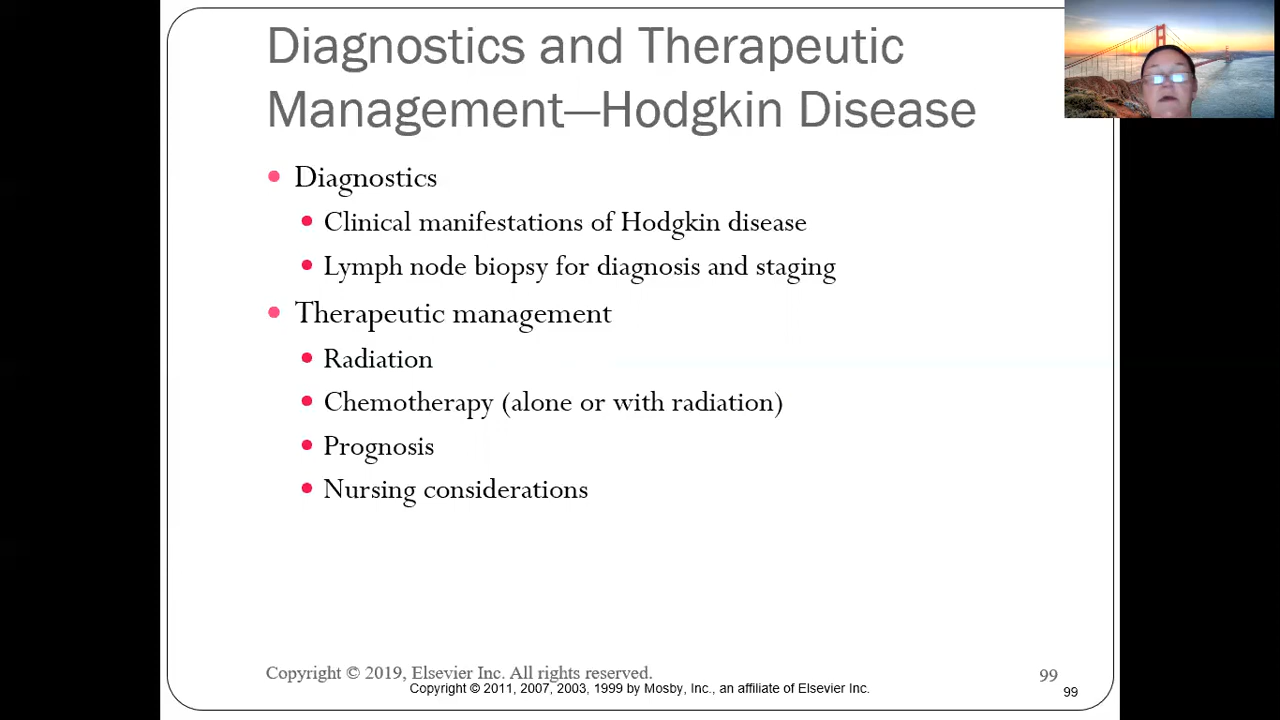 Diagnostics and Therapeutic
Management—Hodgkin Disease
Diagnostics
Clinical manifestations of Hodgkin disease
Lymph node biopsy for diagnosis and staging
Therapeutic management
Radiation
Chemotherapy (alone or with radiation)
Prognosis
Nursing considerations
Copyright © 2019, Elsevier Inc. All rights reserved.
99
Copyright © 2011, 2007, 2003, 1999 by Mosby, Inc., an affiliate of Elsevier Inc.
99